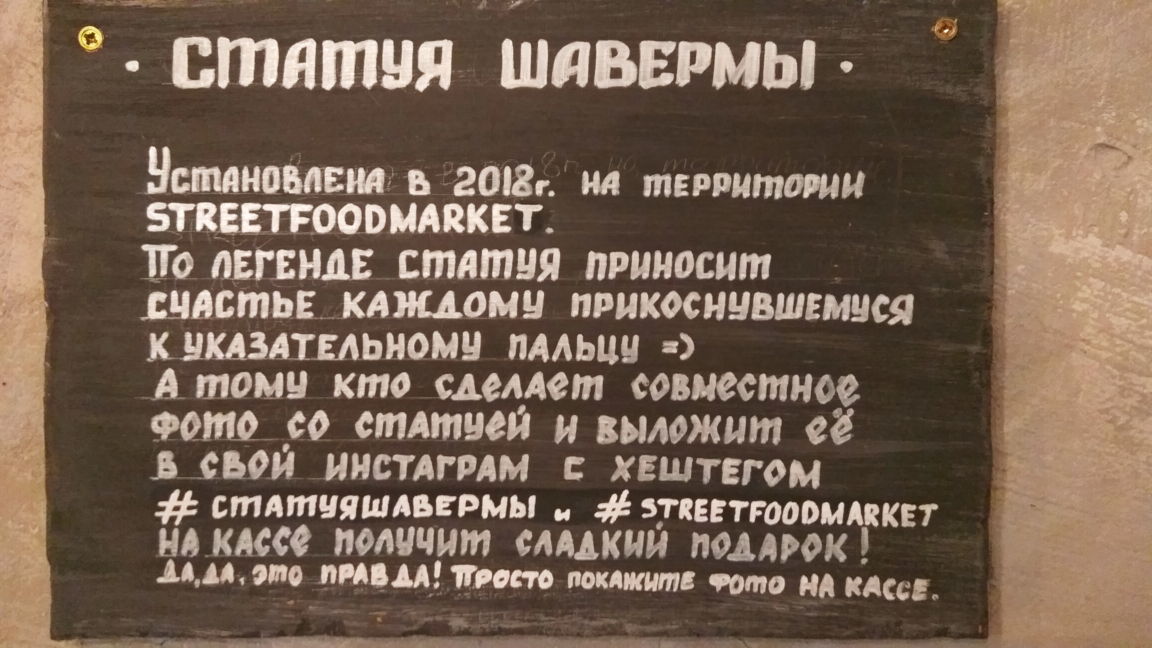 · СТАТУЯ ШАВЕРМЫ ·
УСТАНОВЛЕНА В 2018г. НА ТЕРРИТОРИИ
STREETFOODMARKET.
ПО ЛЕГЕНДЕ СТАТУЯ ПРИНОСИТ
СЧАСТЬЕ КАЖДОМУ ПРИКОСНУВШЕМУСЯ
К УКАЗАТЕЛЬНОМУ ПАЛЬЦУ =)
А ТОМУ КТО СДЕЛАЕТ СОВМЕСТНОЕ
ФОТО СО СТАТУЕЙ И ВЫЛОЖИТ ЕЁ
В СВОЙ ИНСТАГРАМ С ХЕШТЕГОМ
# СТАТУЯШАВЕРМЫ и # STREETFOODMARKET
НА КАССЕ ПОЛУЧИТ СЛАДКИЙ ПОДАРОК!
ДА, ДА, ЭТО ПРАВДА! ПРОСТО ПОКАЖИТЕ ФОТО НА КАССЕ.